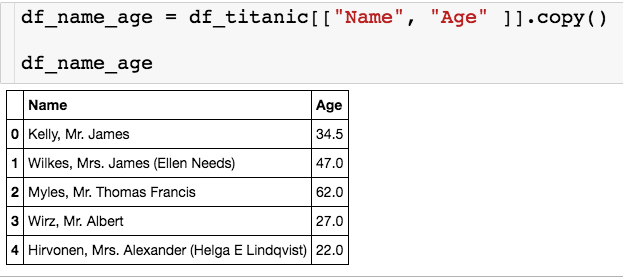 df_name_age = df_titanic[["Name", "Age" ]].copy()
df_name_age
Name Age
0 Kelly, Mr. James 34.5
1 Wilkes, Mrs. James (Ellen Needs) 47.0
2 Myles, Mr. Thomas Francis 62.0
3 Wirz, Mr. Albert 27.0
4 Hirvonen, Mrs. Alexander (Helga E Lindqvist) 22.0